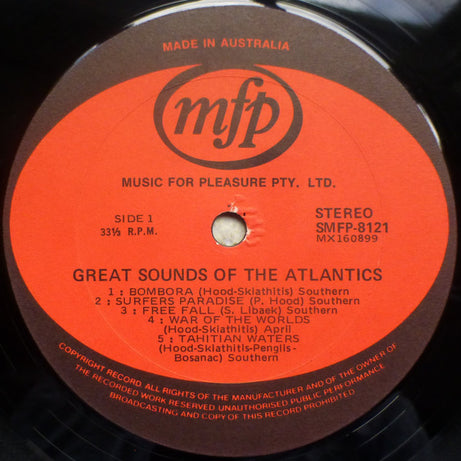 MADE IN AUSTRALIA
mfp
MUSIC FOR PLEASURE PTY. LTD.
SIDE 1
33⅓ R.P.M.
STEREO
SMFP-8121
MX160899
GREAT SOUNDS OF THE ATLANTICS
1 : BOMBORA (Hood-Skiathitis) Southern
2 : SURFERS PARADISE (P. Hood) Southern
3 : FREE FALL (S. Libaek) Southern
4 : WAR OF THE WORLDS
(Hood-Skiathitis) April
5 : TAHITIAN WATERS
(Hood-Skiathitis-Pengils-
Bosanac) Southern
COPYRIGHT RECORD. ALL RIGHTS OF THE MANUFACTURER AND OF THE OWNER OF
THE RECORDED WORK RESERVED UNAUTHORISED PUBLIC PERFORMANCE
BROADCASTING AND COPY OF THIS RECORD PROHIBITED